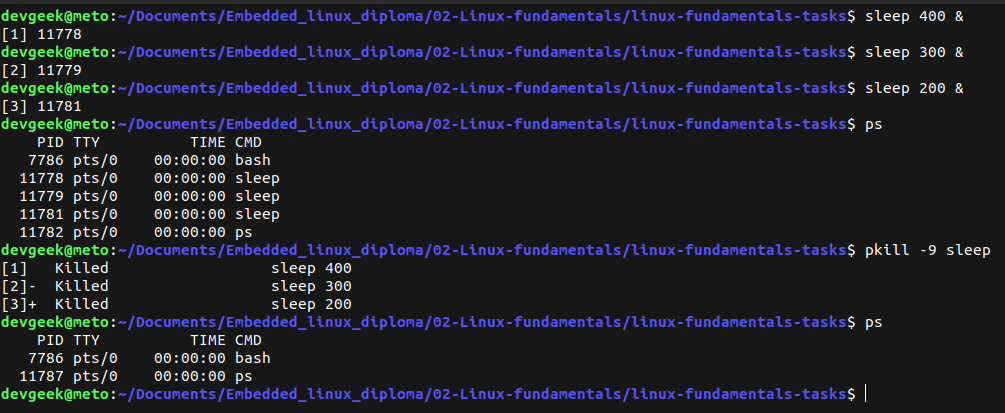 devgeek@meto:~/Documents/Embedded_linux_diploma/02-Linux-fundamentals/linux-fundamentals-tasks$ sleep 400 &
[1] 11778
devgeek@meto:~/Documents/Embedded_linux_diploma/02-Linux-fundamentals/linux-fundamentals-tasks$ sleep 300 &
[2] 11779
devgeek@meto:~/Documents/Embedded_linux_diploma/02-Linux-fundamentals/linux-fundamentals-tasks$ sleep 200 &
[3] 11781
devgeek@meto:~/Documents/Embedded_linux_diploma/02-Linux-fundamentals/linux-fundamentals-tasks$ ps
    PID TTY          TIME CMD
   7786 pts/0    00:00:00 bash
  11778 pts/0    00:00:00 sleep
  11779 pts/0    00:00:00 sleep
  11781 pts/0    00:00:00 sleep
  11782 pts/0    00:00:00 ps
devgeek@meto:~/Documents/Embedded_linux_diploma/02-Linux-fundamentals/linux-fundamentals-tasks$ pkill -9 sleep
[1]   Killed                  sleep 400
[2]-  Killed                  sleep 300
[3]+  Killed                  sleep 200
devgeek@meto:~/Documents/Embedded_linux_diploma/02-Linux-fundamentals/linux-fundamentals-tasks$ ps
    PID TTY          TIME CMD
   7786 pts/0    00:00:00 bash
  11787 pts/0    00:00:00 ps
devgeek@meto:~/Documents/Embedded_linux_diploma/02-Linux-fundamentals/linux-fundamentals-tasks$